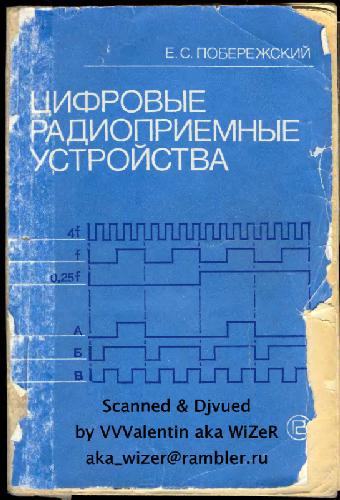 Е. С. ПОБЕРЕЖСКИЙ
ЦИФРОВЫЕ
РАДИОПРИЕМНЫЕ
УСТРОЙСТВА
4f
f
0,25f
А
Б
В
Scanned & Djvued
by VVValentin aka WiZeR
aka_wizer@rambler.ru